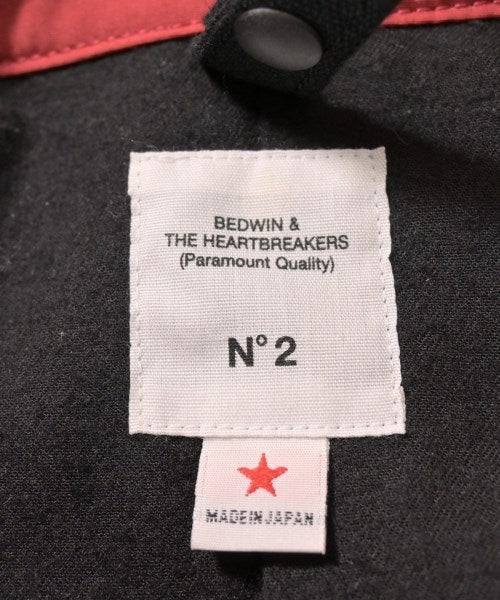 BEDWIN &
THE HEARTBREAKERS
(Paramount Quality)
N° 2
MADE IN JAPAN